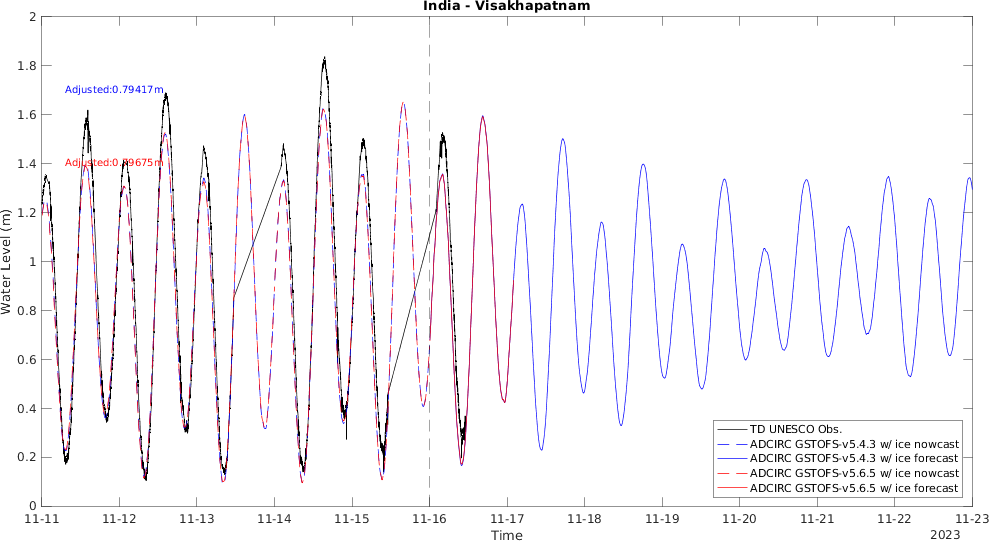 India - Visakhapatnam
2
1.8
1.6
1.4
1.2
1
0.8
0.6
0.4
0.2
0
Water Level (m)
Adjusted:0.79417m
Adjusted:0.89675m
TD UNESCO Obs.
ADCIRC GSTOFS-v5.4.3 w/ ice nowcast
ADCIRC GSTOFS-v5.4.3 w/ ice forecast
ADCIRC GSTOFS-v5.6.5 w/ ice nowcast
ADCIRC GSTOFS-v5.6.5 w/ ice forecast
11-11 11-12 11-13 11-14 11-15 11-16 11-17 11-18 11-19 11-20 11-21 11-22 11-23
Time
2023